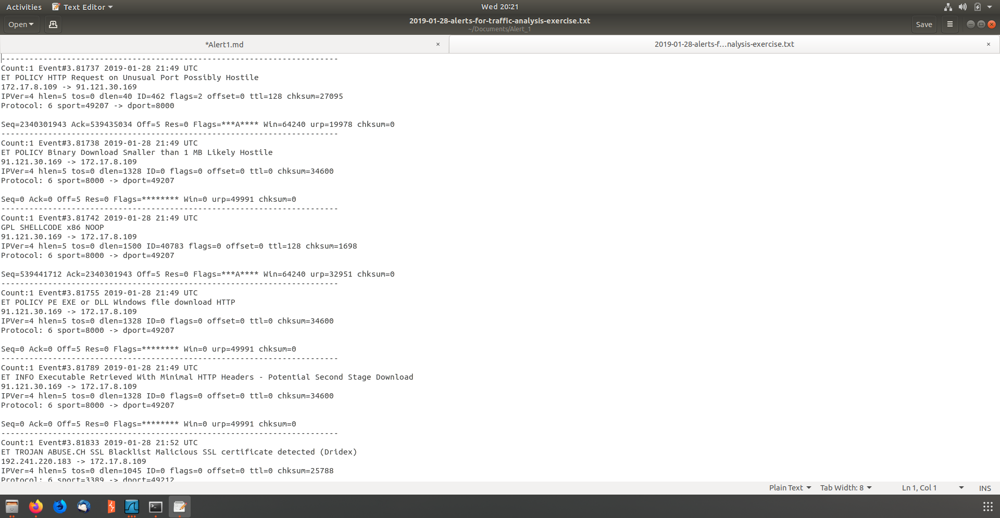 Activities Text Editor Wed 20:21
Open 2019-01-28-alerts-for-traffic-analysis-exercise.txt Save
~/Documents/Alert_1
*Alert1.md × 2019-01-28-alerts-f…nalysis-exercise.txt ×
------------------------------------------------------------------------
Count:1 Event#3.81737 2019-01-28 21:49 UTC
ET POLICY HTTP Request on Unusual Port Possibly Hostile
172.17.8.109 -> 91.121.30.169
IPVer=4 hlen=5 tos=0 dlen=40 ID=462 flags=2 offset=0 ttl=128 chksum=27095
Protocol: 6 sport=49207 -> dport=8000
Seq=2340301943 Ack=539435034 Off=5 Res=0 Flags=***A**** Win=64240 urp=19978 chksum=0
------------------------------------------------------------------------
Count:1 Event#3.81738 2019-01-28 21:49 UTC
ET POLICY Binary Download Smaller than 1 MB Likely Hostile
91.121.30.169 -> 172.17.8.109
IPVer=4 hlen=5 tos=0 dlen=1328 ID=0 flags=0 offset=0 ttl=0 chksum=34600
Protocol: 6 sport=8000 -> dport=49207
Seq=0 Ack=0 Off=5 Res=0 Flags=******** Win=0 urp=49991 chksum=0
------------------------------------------------------------------------
Count:1 Event#3.81742 2019-01-28 21:49 UTC
GPL SHELLCODE x86 NOOP
91.121.30.169 -> 172.17.8.109
IPVer=4 hlen=5 tos=0 dlen=1500 ID=40783 flags=0 offset=0 ttl=128 chksum=1698
Protocol: 6 sport=8000 -> dport=49207
Seq=539441712 Ack=2340301943 Off=5 Res=0 Flags=***A**** Win=64240 urp=32951 chksum=0
------------------------------------------------------------------------
Count:1 Event#3.81755 2019-01-28 21:49 UTC
ET POLICY PE EXE or DLL Windows file download HTTP
91.121.30.169 -> 172.17.8.109
IPVer=4 hlen=5 tos=0 dlen=1328 ID=0 flags=0 offset=0 ttl=0 chksum=34600
Protocol: 6 sport=8000 -> dport=49207
Seq=0 Ack=0 Off=5 Res=0 Flags=******** Win=0 urp=49991 chksum=0
------------------------------------------------------------------------
Count:1 Event#3.81789 2019-01-28 21:49 UTC
ET INFO Executable Retrieved With Minimal HTTP Headers - Potential Second Stage Download
91.121.30.169 -> 172.17.8.109
IPVer=4 hlen=5 tos=0 dlen=1328 ID=0 flags=0 offset=0 ttl=0 chksum=34600
Protocol: 6 sport=8000 -> dport=49207
Seq=0 Ack=0 Off=5 Res=0 Flags=******** Win=0 urp=49991 chksum=0
------------------------------------------------------------------------
Count:1 Event#3.81833 2019-01-28 21:52 UTC
ET TROJAN ABUSE.CH SSL Blacklist Malicious SSL certificate detected (Dridex)
192.241.220.183 -> 172.17.8.109
IPVer=4 hlen=5 tos=0 dlen=1045 ID=0 flags=0 offset=0 ttl=0 chksum=25788
Protocol: 6 sport=3389 -> dport=49212
Plain Text Tab Width: 8 Ln 1, Col 1 INS